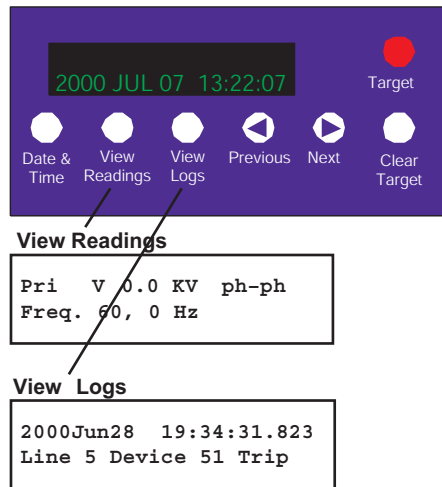 2000 JUL 07 13:22:07
Target
Date & Time
View Readings
View Logs
Previous
Next
Clear Target
View Readings
Pri V 0.0 KV ph-ph
Freq. 60, 0 Hz
View Logs
2000Jun28 19:34:31.823
Line 5 Device 51 Trip